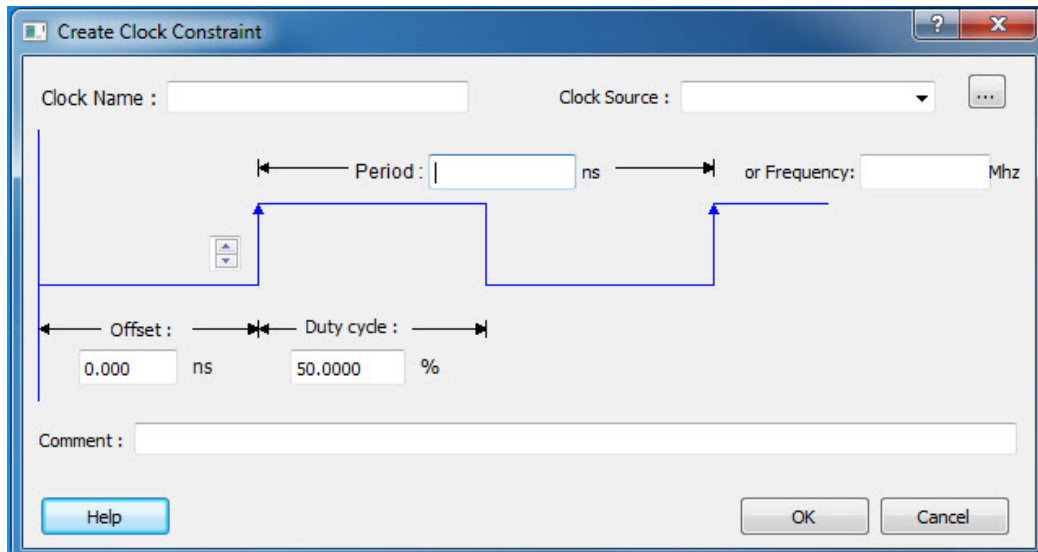 Create Clock Constraint
?
X
Clock Name :
Clock Source :
...
Period :
ns
or Frequency:
Mhz
Offset :
Duty cycle :
0.000
ns
50.0000
%
Comment :
Help
OK
Cancel